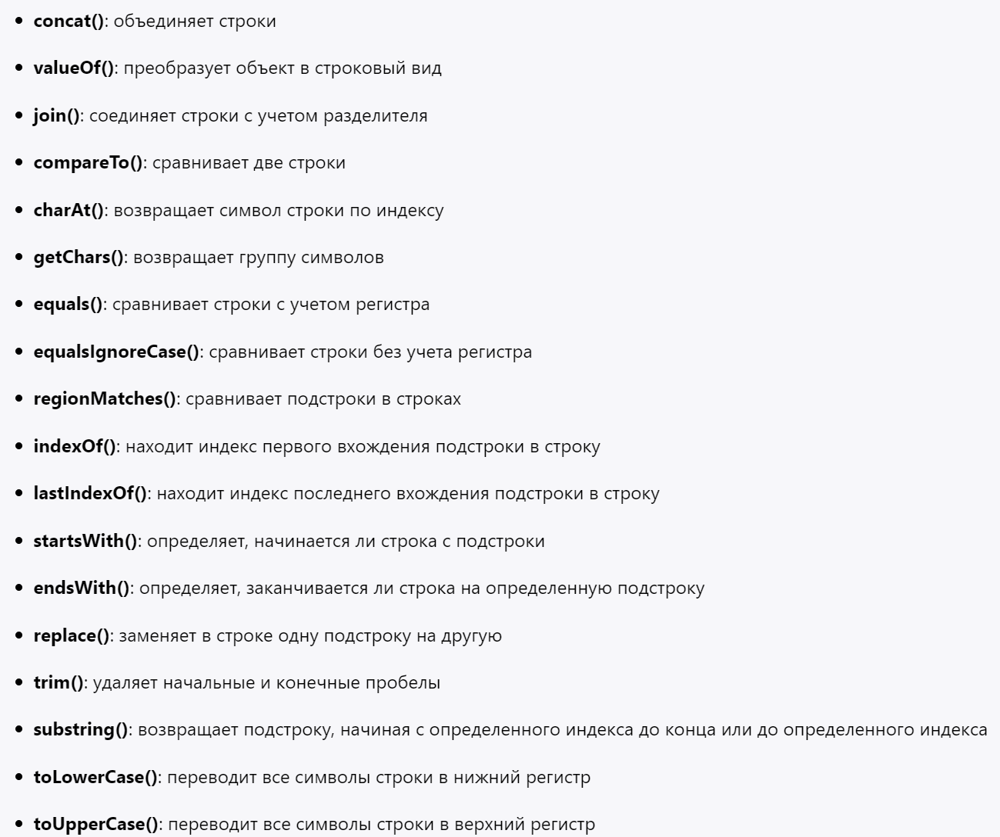 • concat(): объединяет строки
• valueOf(): преобразует объект в строковый вид
• join(): соединяет строки с учетом разделителя
• compareTo(): сравнивает две строки
• charAt(): возвращает символ строки по индексу
• getChars(): возвращает группу символов
• equals(): сравнивает строки с учетом регистра
• equalsIgnoreCase(): сравнивает строки без учета регистра
• regionMatches(): сравнивает подстроки в строках
• indexOf(): находит индекс первого вхождения подстроки в строку
• lastIndexOf(): находит индекс последнего вхождения подстроки в строку
• startsWith(): определяет, начинается ли строка с подстроки
• endsWith(): определяет, заканчивается ли строка на определенную подстроку
• replace(): заменяет в строке одну подстроку на другую
• trim(): удаляет начальные и конечные пробелы
• substring(): возвращает подстроку, начиная с определенного индекса до конца или до определенного индекса
• toLowerCase(): переводит все символы строки в нижний регистр
• toUpperCase(): переводит все символы строки в верхний регистр